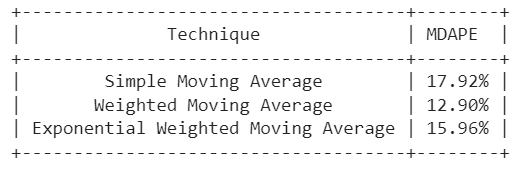 +---------------------------------------+--------+
|               Technique               | MDAPE  |
+---------------------------------------+--------+
|         Simple Moving Average         | 17.92% |
|        Weighted Moving Average        | 12.90% |
| Exponential Weighted Moving Average | 15.96% |
+---------------------------------------+--------+